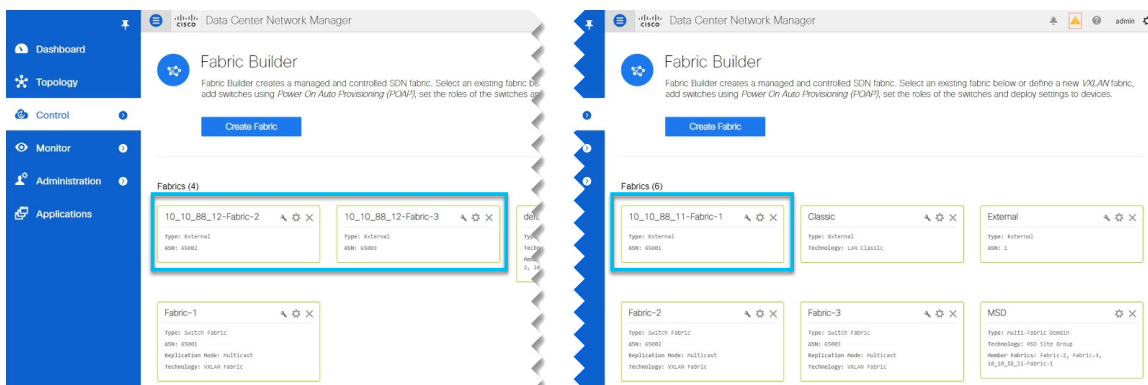 cisco Data Center Network Manager
Dashboard
Topology
Control
Monitor
Administration
Applications
Fabric Builder
Fabric Builder creates a managed and controlled SDN fabric. Select an existing fabric be
add switches using Power On Auto Provisioning (POAP), set the roles of the switches an
Create Fabric
Fabrics (4)
10_10_88_12-Fabric-2
Type: External
ASN: 65002
10_10_88_12-Fabric-3
Type: External
ASN: 65003
Fabric-1
Type: Switch Fabric
ASN: 65001
Replication Mode: Multicast
Technology: VXLAN Fabric
cisco Data Center Network Manager
admin
Fabric Builder
Fabric Builder creates a managed and controlled SDN fabric. Select an existing fabric below or define a new VXLAN fabric,
add switches using Power On Auto Provisioning (POAP), set the roles of the switches and deploy settings to devices.
Create Fabric
Fabrics (6)
10_10_88_11-Fabric-1
Type: External
ASN: 65001
Classic
Type: External
Technology: LAN Classic
External
Type: External
ASN: 1
Fabric-2
Type: Switch Fabric
ASN: 65002
Replication Mode: Multicast
Technology: VXLAN Fabric
Fabric-3
Type: Switch Fabric
ASN: 65003
Replication Mode: Multicast
Technology: VXLAN Fabric
MSD
Type: Multi-Fabric Domain
Technology: MSD Site Group
Member Fabrics: Fabric-2, Fabric-3,
10_10_88_11-Fabric-1